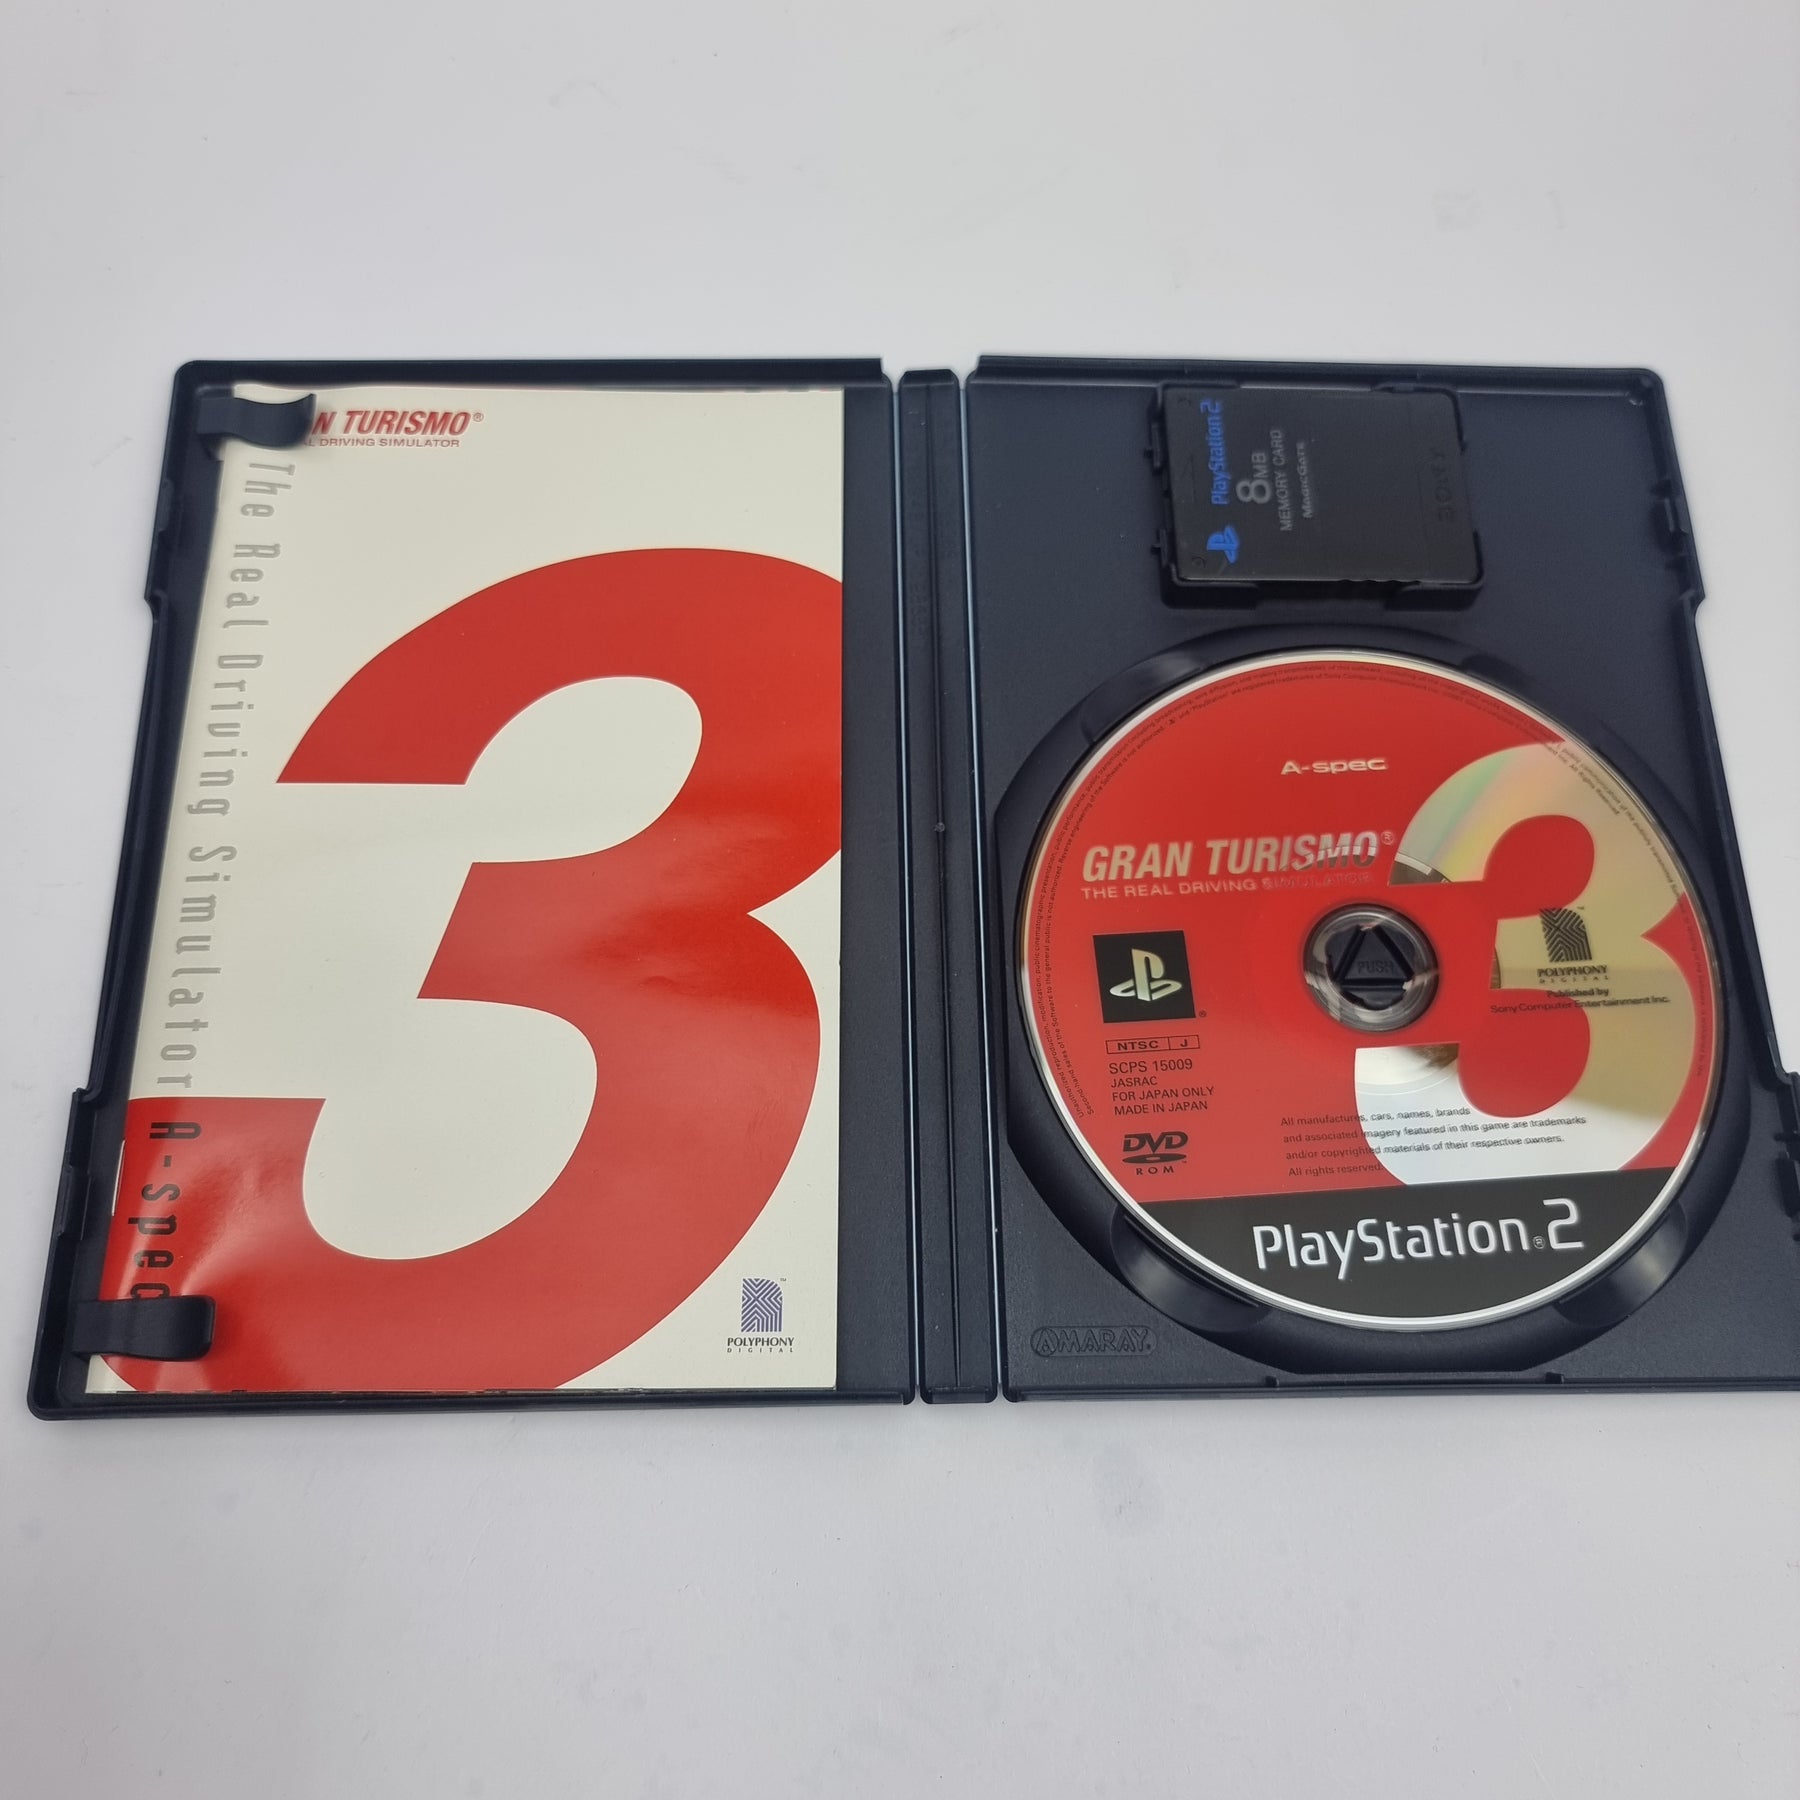 N TURISMO®
AL DRIVING SIMULATOR
The Real Driving Simulator A-spec
POLYPHONY
DIGITAL
PlayStation 2
8MB
MEMORY CARD
MAGICGATE
SONY
A-spec
GRAN TURISMO®
THE REAL DRIVING SIMULATOR
3
PUSH
POLYPHONY
DIGITAL
Published by
Sony Computer Entertainment Inc.
NTSC J
SCPS 15009
JASRAC
FOR JAPAN ONLY
MADE IN JAPAN
DVD
ROM
All manufactures, cars, names, brands
and associated imagery featured in this game are trademarks
and/or copyrighted materials of their respective owners.
All rights reserved.
PlayStation®2
AMARAY